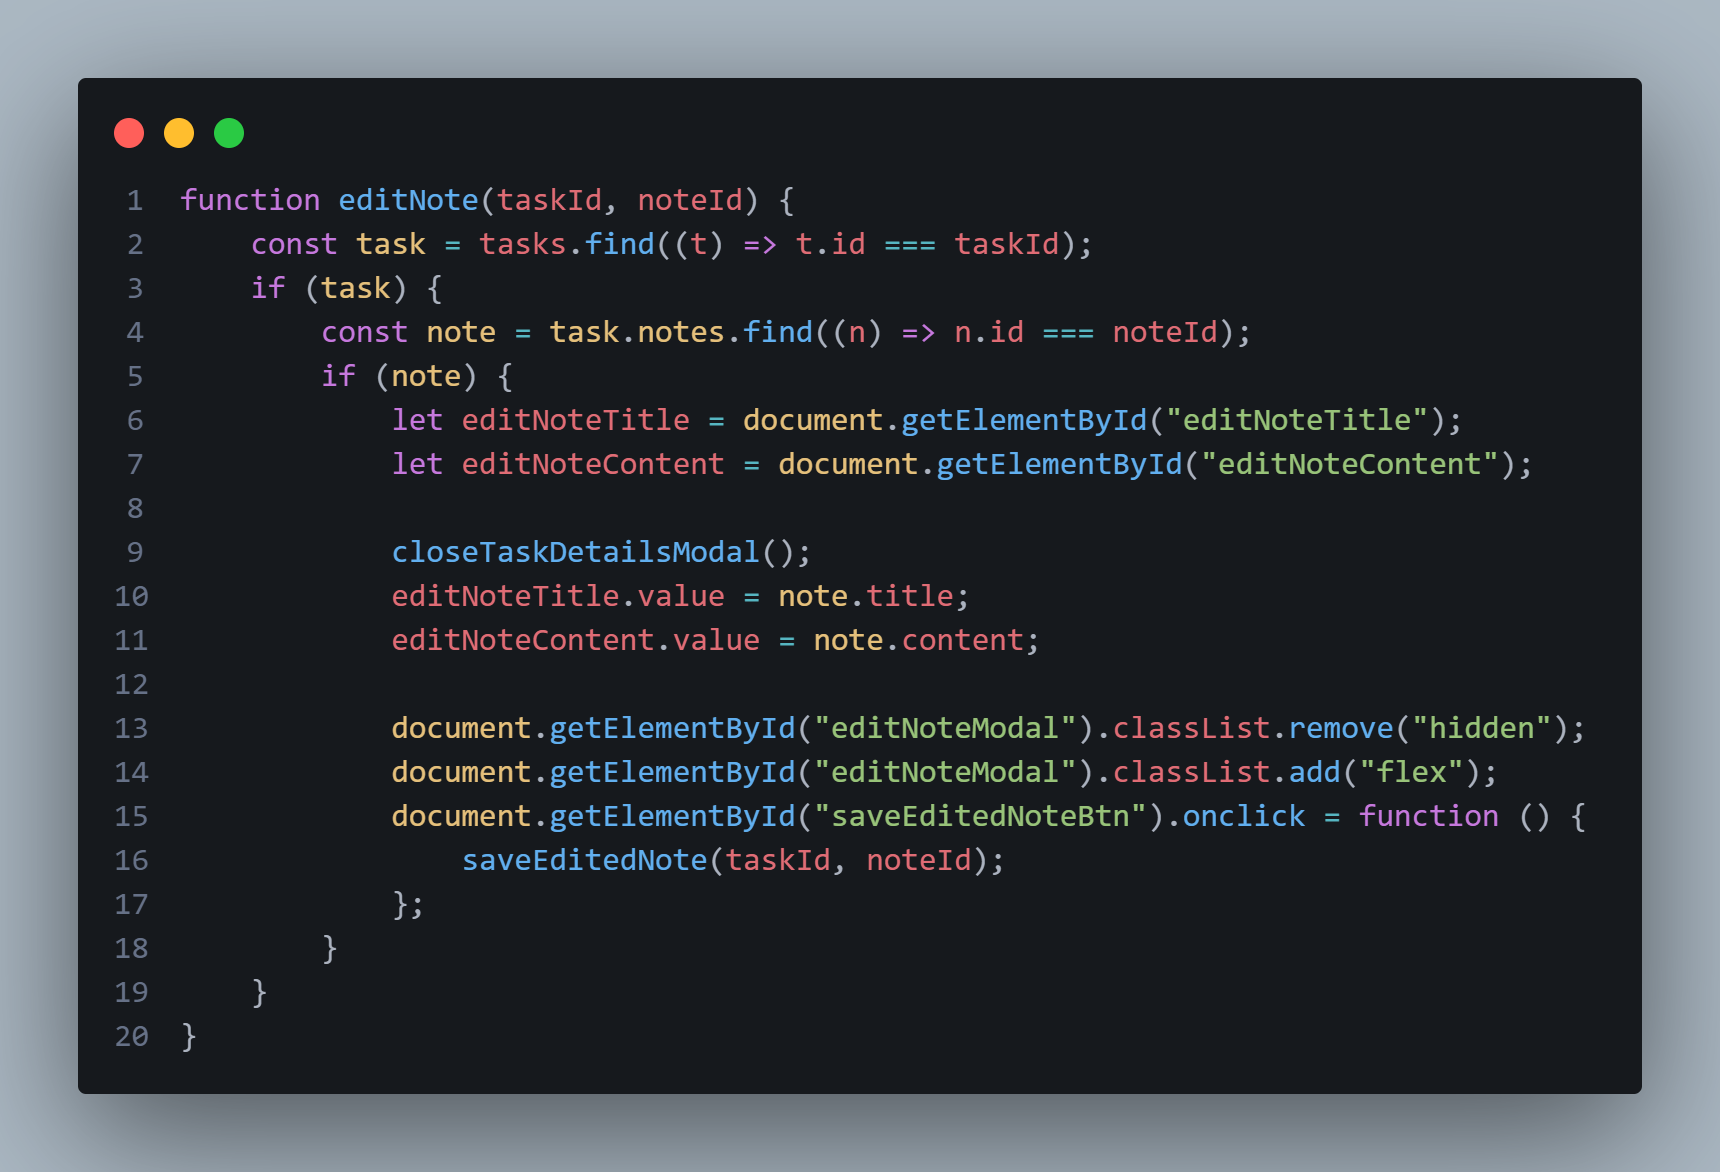 1 function editNote(taskId, noteId) {
2     const task = tasks.find((t) => t.id === taskId);
3     if (task) {
4         const note = task.notes.find((n) => n.id === noteId);
5         if (note) {
6             let editNoteTitle = document.getElementById("editNoteTitle");
7             let editNoteContent = document.getElementById("editNoteContent");
8
9             closeTaskDetailsModal();
10             editNoteTitle.value = note.title;
11             editNoteContent.value = note.content;
12
13             document.getElementById("editNoteModal").classList.remove("hidden");
14             document.getElementById("editNoteModal").classList.add("flex");
15             document.getElementById("saveEditedNoteBtn").onclick = function () {
16                 saveEditedNote(taskId, noteId);
17             };
18         }
19     }
20 }